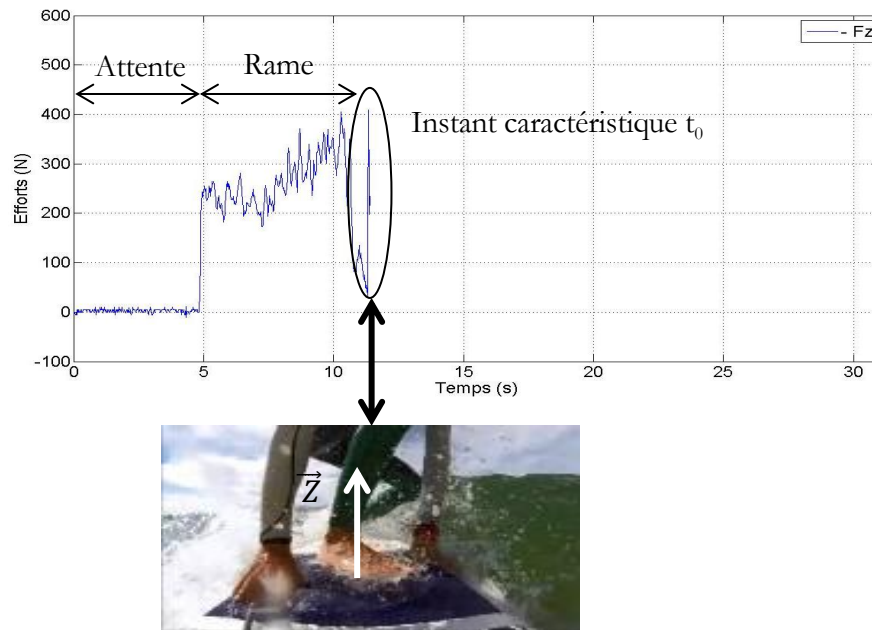 600
- Fz
500
Attente
Rame
400
Instant caractéristique t₀
300
Efforts (N)
200
100
0
-100
0
5
10
15
20
25
30
Temps (s)
Z